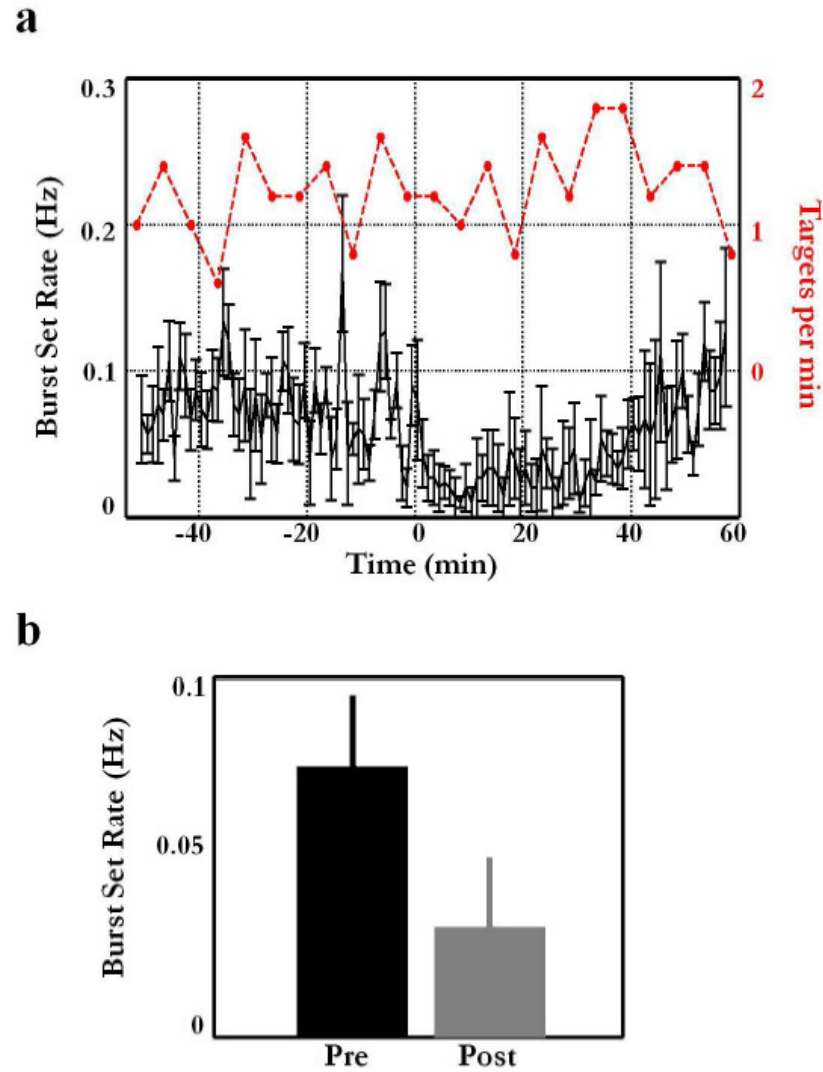 a
0.3
0.2
0.1
0
Burst Set Rate (Hz)
2
1
0
Targets per min
-40
-20
0
20
40
60
Time (min)
b
0.1
0.05
0
Burst Set Rate (Hz)
Pre
Post